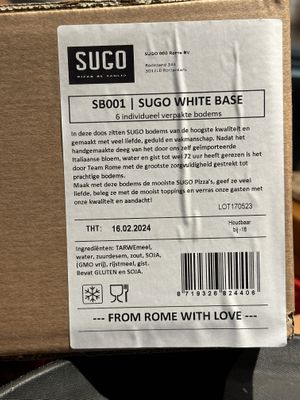 SUGO
PIZZA AL TAGLIO
SUGO 000 Rome BV
Rotterdam
SB001 | SUGO WHITE BASE
6 individueel verpakte bodems
In deze doos zitten SUGO bodems van de hoogste kwaliteit en
gemaakt met veel liefde, geduld en vakmanschap. Nadat het
handgemaakte deeg van het door ons zelf geïmporteerde
Italiaanse bloem, water en gist tot wel 72 uur heeft gerezen is het
door Team Rome met de grootste zorgvuldigheid gestrekt tot
prachtige bodems.
Maak met deze bodems de mooiste SUGO Pizza's, geef ze veel
liefde, beleg ze met de mooiste toppings en verras onze gasten met
onze kwaliteit en aandacht!
LOT170523
THT: 16.02.2024
Houdbaar
bij -18
Ingrediënten: TARWEmeel,
water, zuurdesem, zout, SOJA,
(GMO vrij), rijstmeel, gist.
Bevat GLUTEN en SOJA.
8 719326 824406
--- FROM ROME WITH LOVE ---